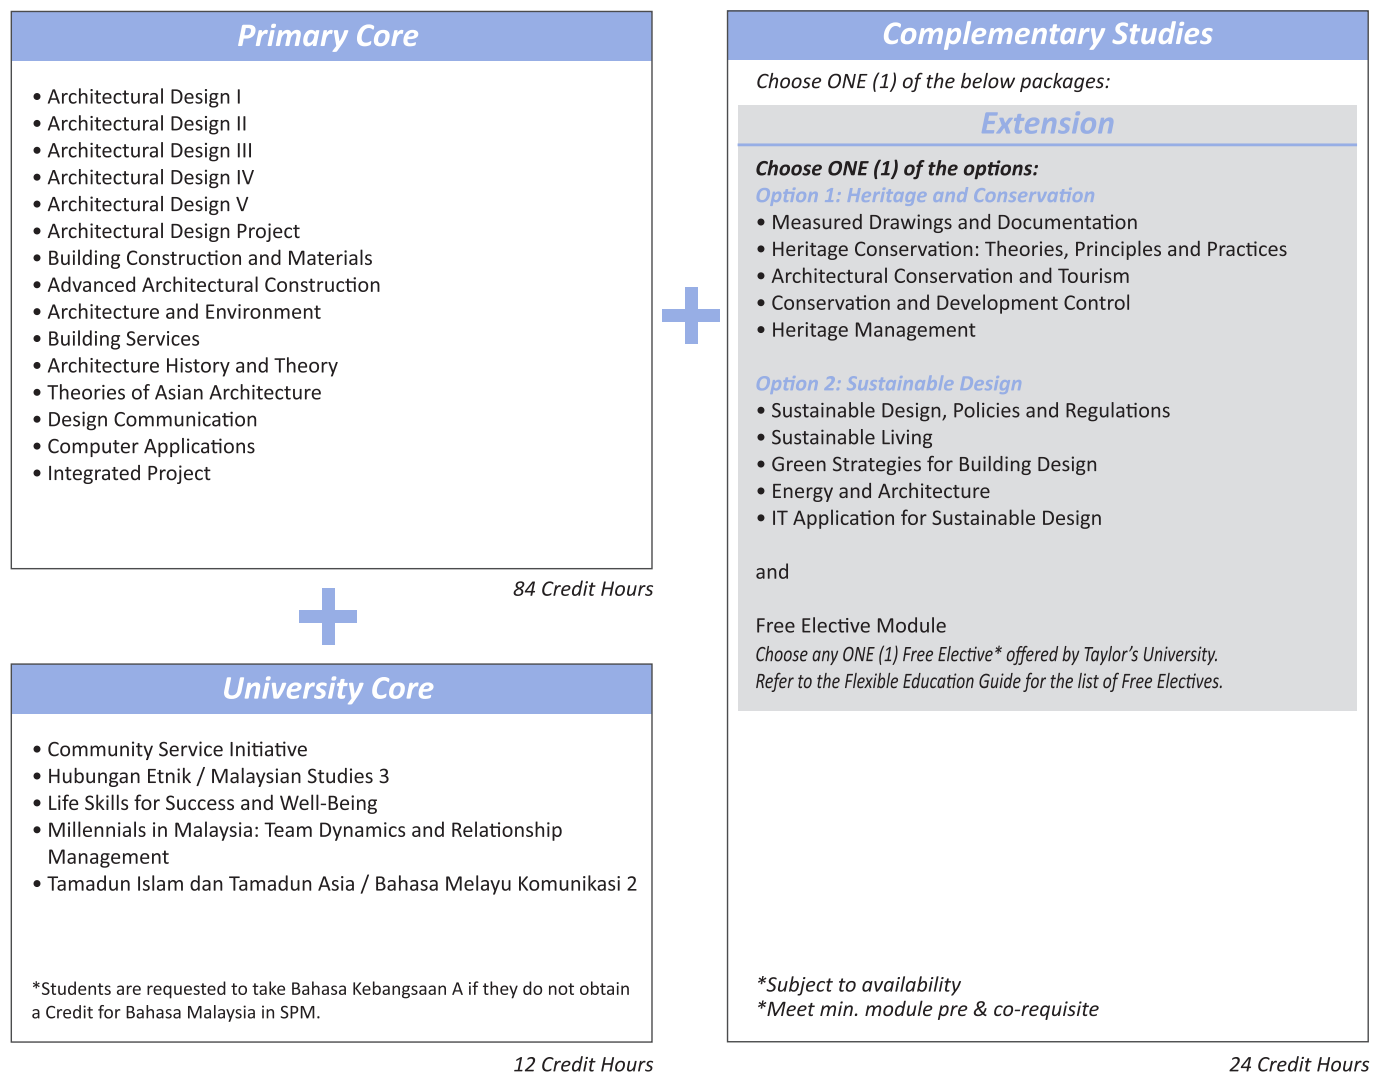 Primary Core
• Architectural Design I
• Architectural Design II
• Architectural Design III
• Architectural Design IV
• Architectural Design V
• Architectural Design Project
• Building Construction and Materials
• Advanced Architectural Construction
• Architecture and Environment
• Building Services
• Architecture History and Theory
• Theories of Asian Architecture
• Design Communication
• Computer Applications
• Integrated Project
84 Credit Hours
+
University Core
• Community Service Initiative
• Hubungan Etnik / Malaysian Studies 3
• Life Skills for Success and Well-Being
• Millennials in Malaysia: Team Dynamics and Relationship
Management
• Tamadun Islam dan Tamadun Asia / Bahasa Melayu Komunikasi 2
*Students are requested to take Bahasa Kebangsaan A if they do not obtain
a Credit for Bahasa Malaysia in SPM.
12 Credit Hours
+
Complementary Studies
Choose ONE (1) of the below packages:
Extension
Choose ONE (1) of the options:
Option 1: Heritage and Conservation
• Measured Drawings and Documentation
• Heritage Conservation: Theories, Principles and Practices
• Architectural Conservation and Tourism
• Conservation and Development Control
• Heritage Management
Option 2: Sustainable Design
• Sustainable Design, Policies and Regulations
• Sustainable Living
• Green Strategies for Building Design
• Energy and Architecture
• IT Application for Sustainable Design
and
Free Elective Module
Choose any ONE (1) Free Elective* offered by Taylor’s University.
Refer to the Flexible Education Guide for the list of Free Electives.
*Subject to availability
*Meet min. module pre & co-requisite
24 Credit Hours